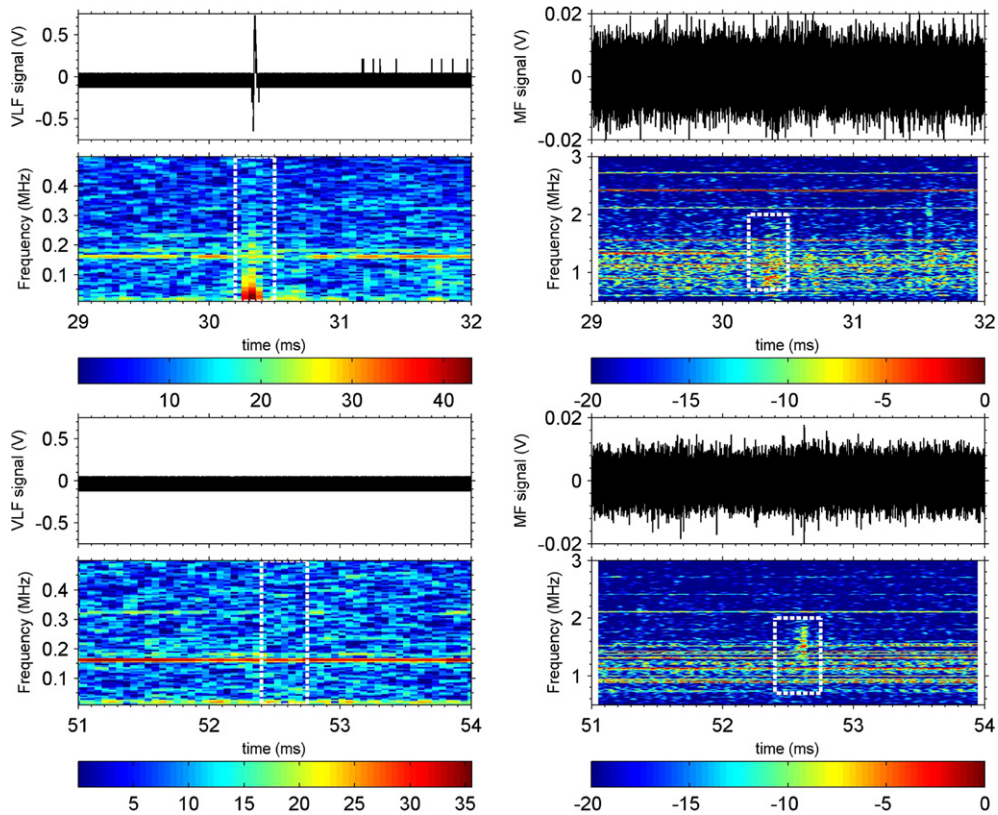 VLF signal (V)
0.5
0
-0.5
MF signal (V)
0.02
0
-0.02
Frequency (MHz)
0.4
0.3
0.2
0.1
29 30 31 32
time (ms)
Frequency (MHz)
3
2
1
29 30 31 32
time (ms)
10 20 30 40
-20 -15 -10 -5 0
VLF signal (V)
0.5
0
-0.5
MF signal (V)
0.02
0
-0.02
Frequency (MHz)
0.4
0.3
0.2
0.1
51 52 53 54
time (ms)
Frequency (MHz)
3
2
1
51 52 53 54
time (ms)
5 10 15 20 25 30 35
-20 -15 -10 -5 0